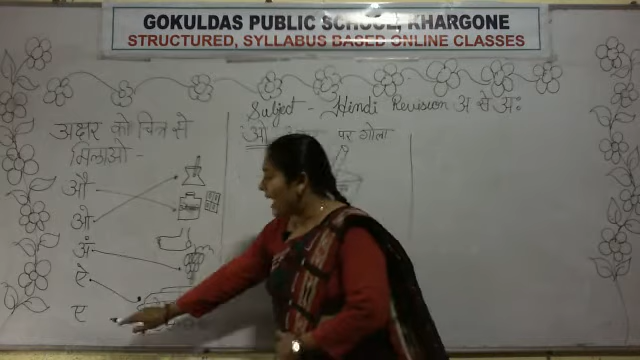 GOKULDAS PUBLIC SCHOOL, KHARGONE
STRUCTURED, SYLLABUS BASED ONLINE CLASSES
Subject - Hindi Revision अ से अः
अक्षर को चित्र से
मिलाओ -
औ
ओ
अं
ऐ
ए
पर गोला